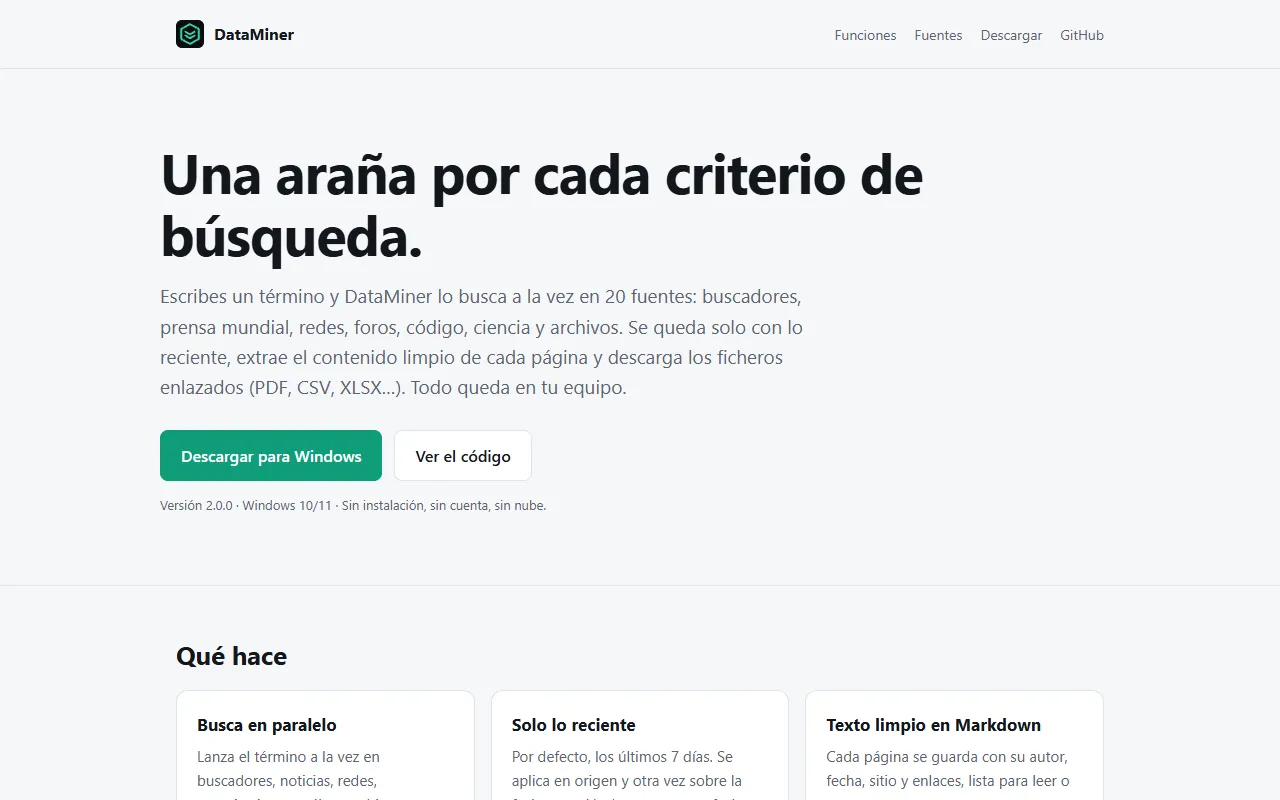 DataMiner
Funciones
Fuentes
Descargar
GitHub
Una araña por cada criterio de
búsqueda.
Escribes un término y DataMiner lo busca a la vez en 20 fuentes: buscadores,
prensa mundial, redes, foros, código, ciencia y archivos. Se queda solo con lo
reciente, extrae el contenido limpio de cada página y descarga los ficheros
enlazados (PDF, CSV, XLSX...). Todo queda en tu equipo.
Descargar para Windows
Ver el código
Versión 2.0.0 · Windows 10/11 · Sin instalación, sin cuenta, sin nube.
Qué hace
Busca en paralelo
Lanza el término a la vez en
buscadores, noticias, redes,
Solo lo reciente
Por defecto, los últimos 7 días. Se
aplica en origen y otra vez sobre la
Texto limpio en Markdown
Cada página se guarda con su autor,
fecha, sitio y enlaces, lista para leer o